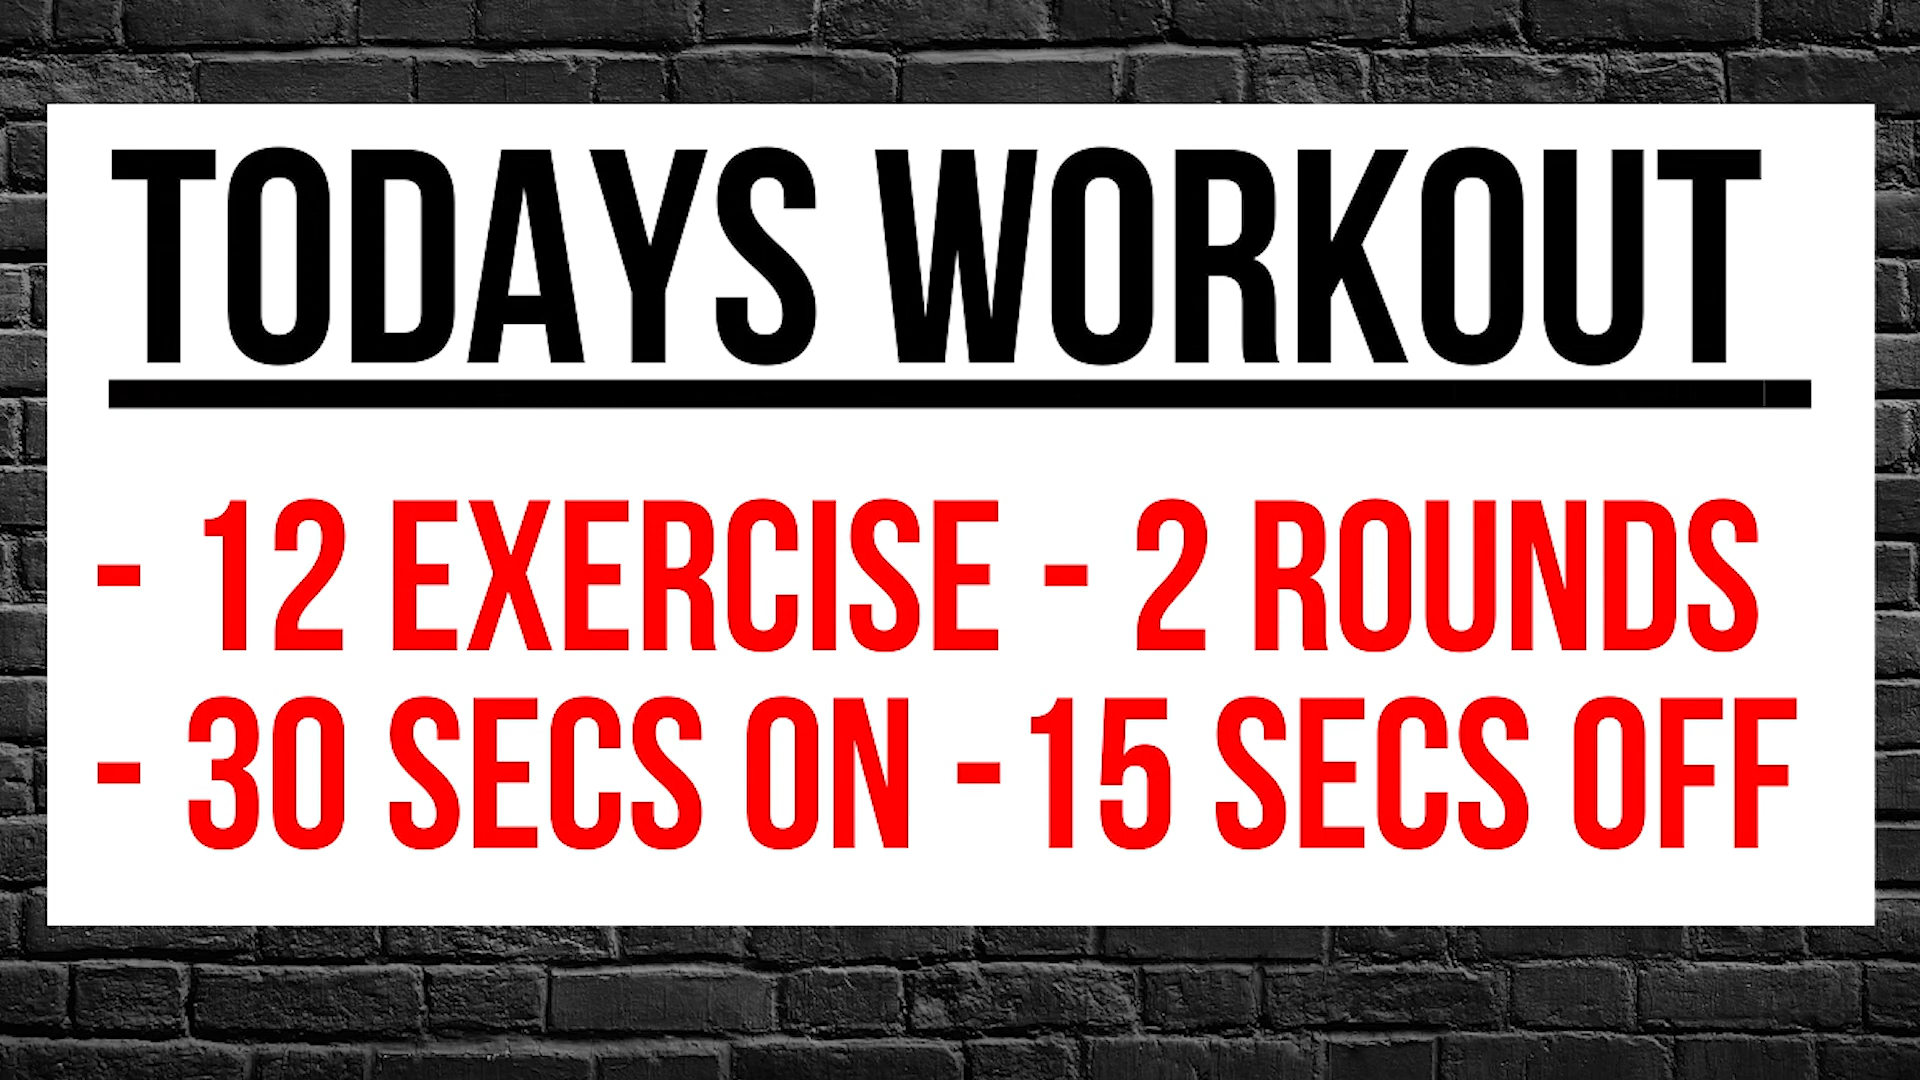 TODAYS WORKOUT
- 12 EXERCISE - 2 ROUNDS
- 30 SECS ON -15 SECS OFF